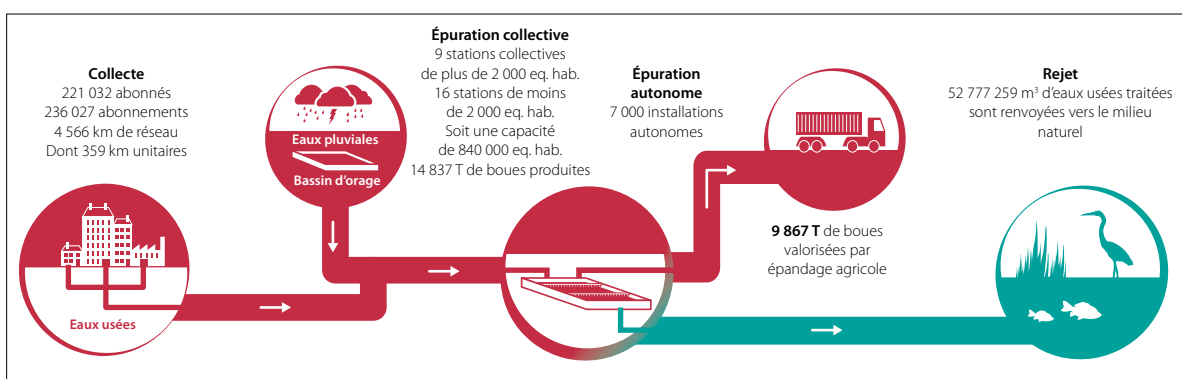 Collecte
221 032 abonnés
236 027 abonnements
4 566 km de réseau
Dont 359 km unitaires
Eaux usées
Eaux pluviales
Bassin d'orage
Épuration collective
9 stations collectives
de plus de 2 000 eq. hab.
16 stations de moins
de 2 000 eq. hab.
Soit une capacité
de 840 000 eq. hab.
14 837 T de boues produites
Épuration
autonome
7 000 installations
autonomes
9 867 T de boues
valorisées par
épandage agricole
Rejet
52 777 259 m³ d'eaux usées traitées
sont renvoyées vers le milieu
naturel